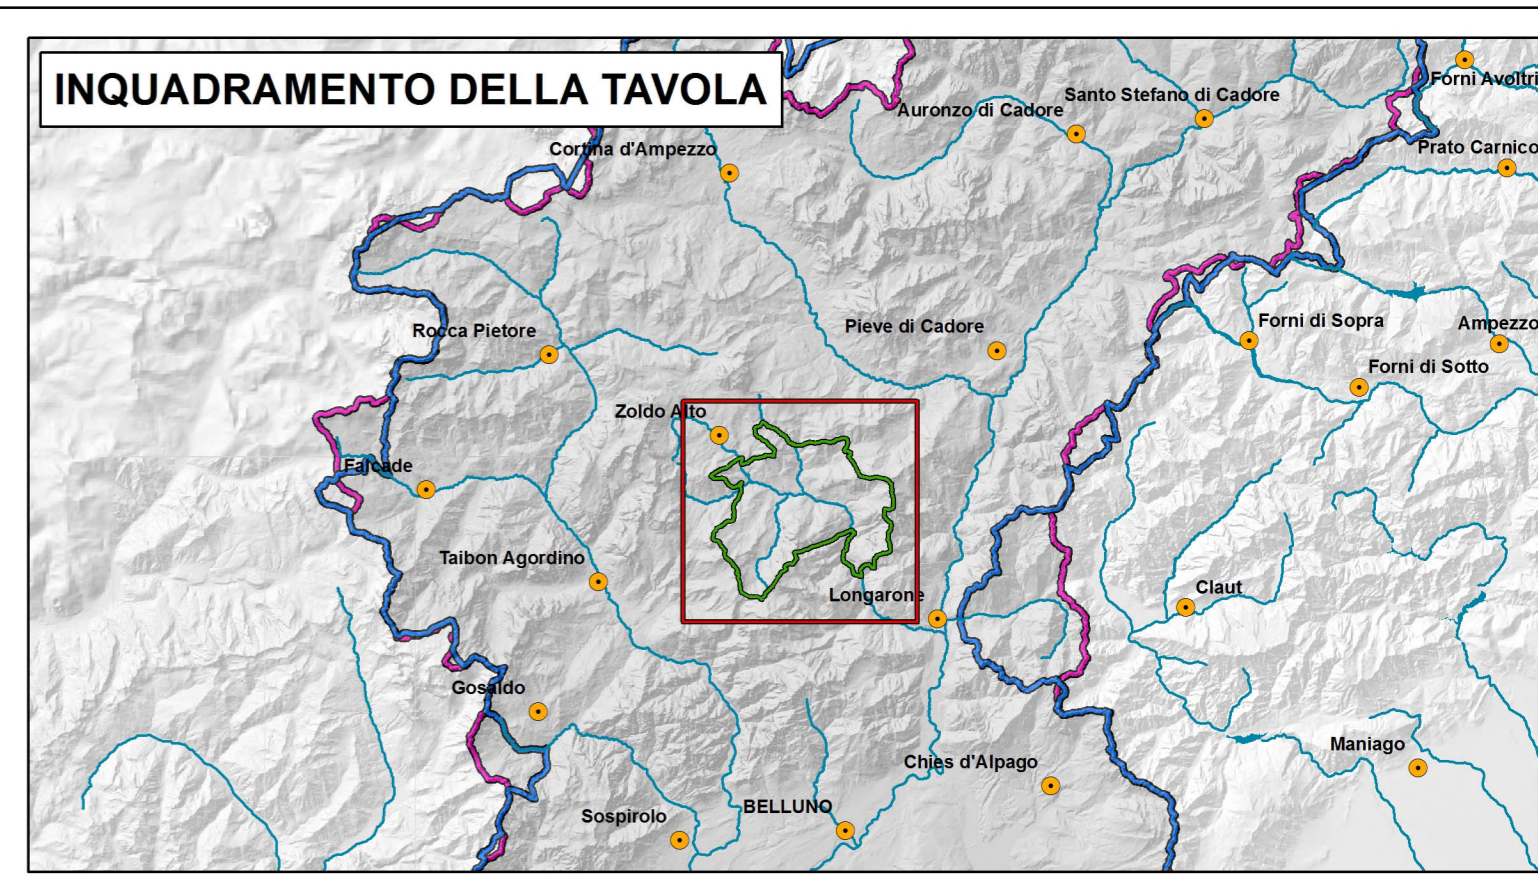 INQUADRAMENTO DELLA TAVOLA
Forni Avoltri
Santo Stefano di Cadore
Auronzo di Cadore
Cortina d'Ampezzo
Prato Carnico
Rocca Pietore
Pieve di Cadore
Forni di Sopra
Ampezzo
Forni di Sotto
Zoldo Alto
Falcade
Taibon Agordino
Longarone
Claut
Gosaldo
Maniago
Chies d'Alpago
BELLUNO
Sospirolo